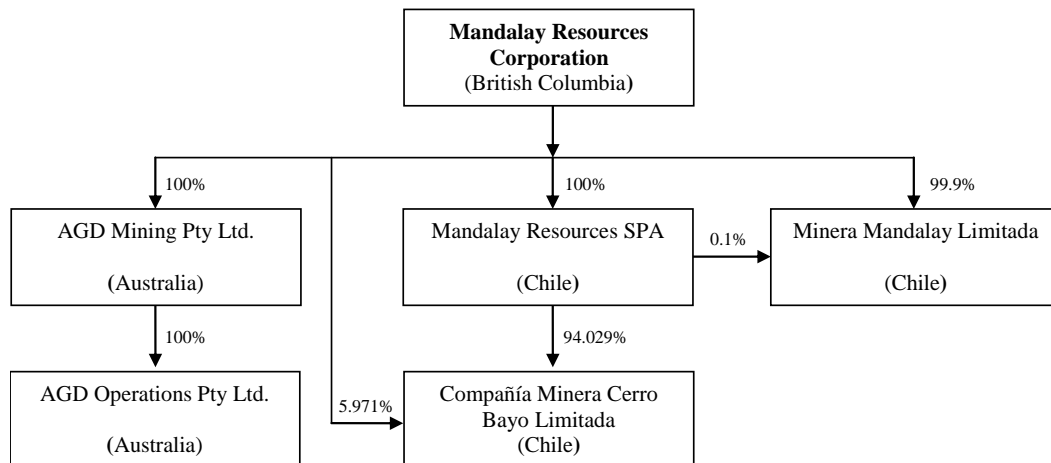 Mandalay Resources
Corporation
(British Columbia)
100%
100%
99.9%
AGD Mining Pty Ltd.
(Australia)
Mandalay Resources SPA
(Chile)
0.1%
Minera Mandalay Limitada
(Chile)
100%
94.029%
AGD Operations Pty Ltd.
(Australia)
5.971%
Compañía Minera Cerro
Bayo Limitada
(Chile)